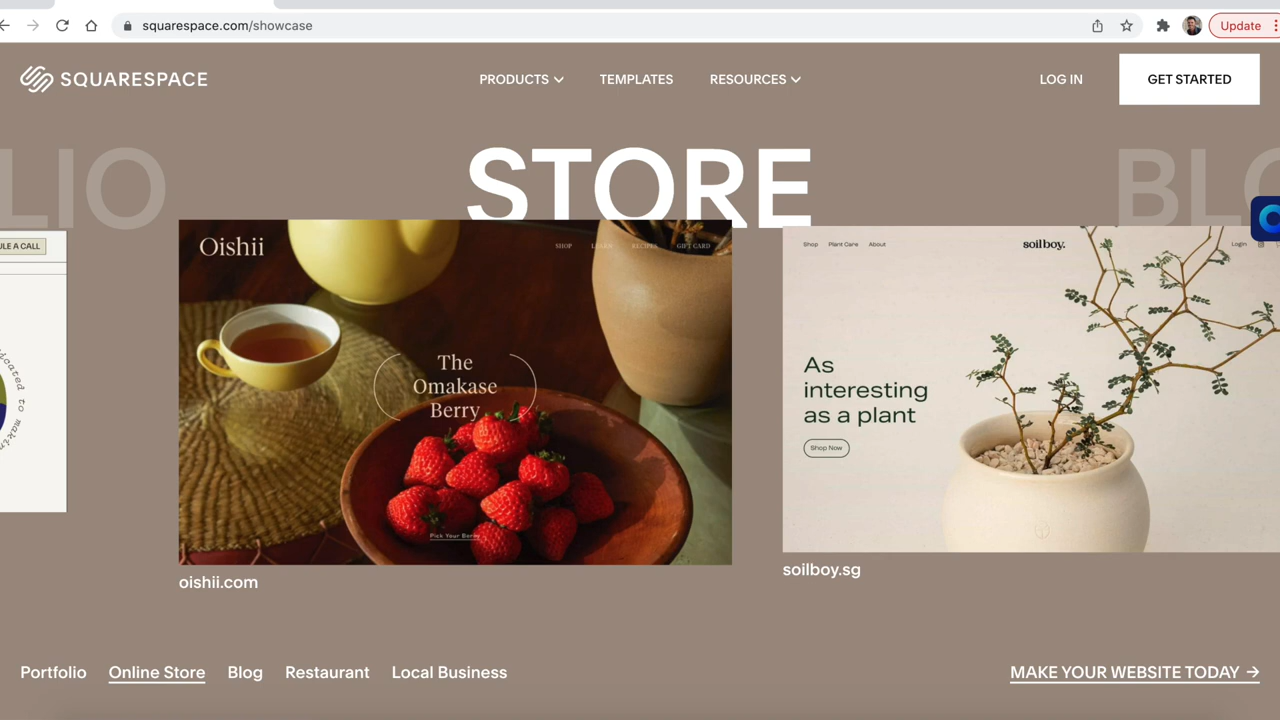 squarespace.com/showcase
Update
SQUARESPACE
PRODUCTS
TEMPLATES
RESOURCES
LOG IN
GET STARTED
LIO
STORE
BLO
ULE A CALL
Oishii
SHOP LEARN RECIPES GIFT CARD
The
Omakase
Berry
Pick Your Berry
oishii.com
Shop Plant Care About
soilboy.
Login
As
interesting
as a plant
Shop Now
soilboy.sg
Portfolio
Online Store
Blog
Restaurant
Local Business
MAKE YOUR WEBSITE TODAY →